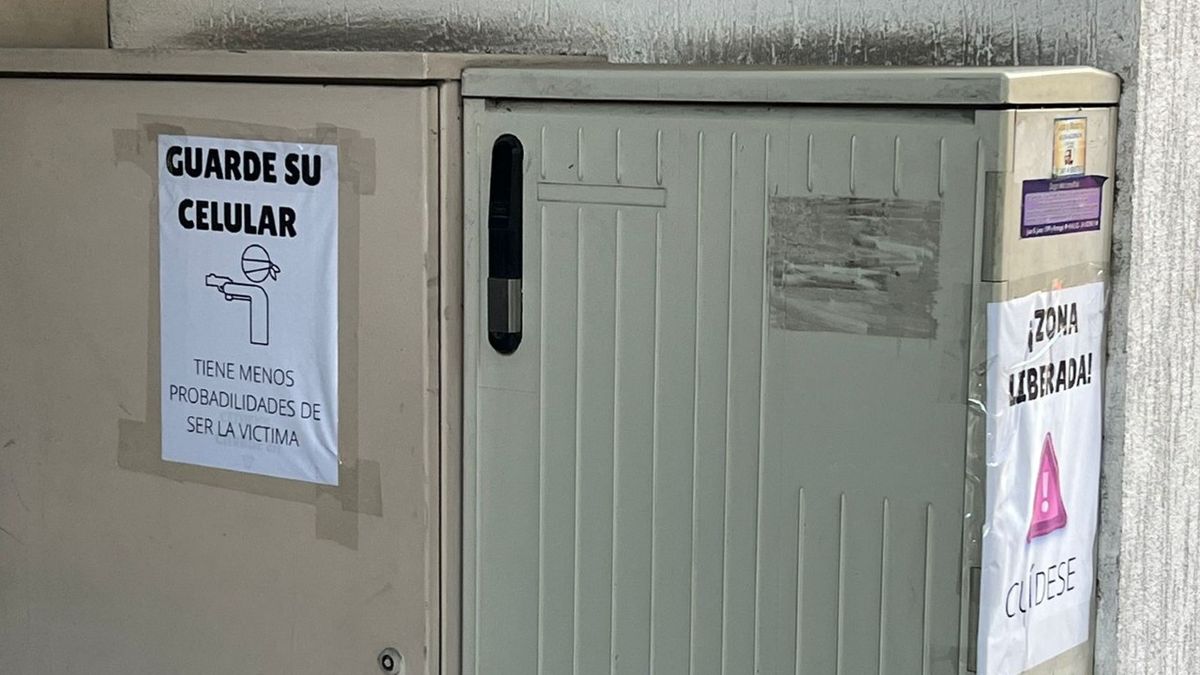 GUARDE SU
CELULAR
TIENE MENOS
PROBADILIDADES DE
SER LA VICTIMA
¡ZONA
LIBERADA!
CUÍDESE